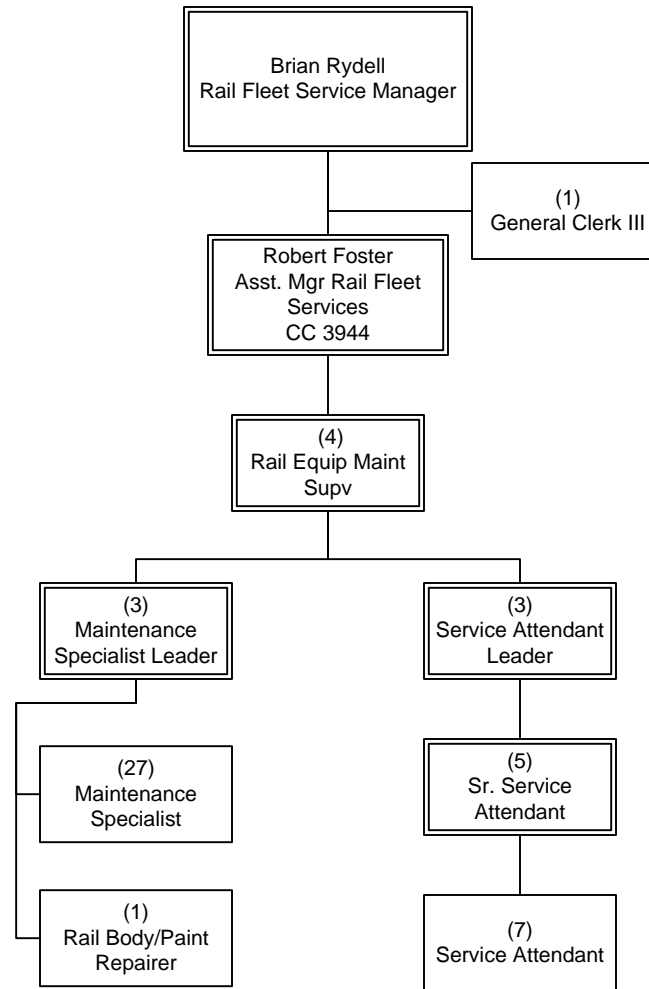 Brian Rydell
Rail Fleet Service Manager
(1)
General Clerk III
Robert Foster
Asst. Mgr Rail Fleet
Services
CC 3944
(4)
Rail Equip Maint
Supv
(3)
Maintenance
Specialist Leader
(3)
Service Attendant
Leader
(27)
Maintenance
Specialist
(5)
Sr. Service
Attendant
(1)
Rail Body/Paint
Repairer
(7)
Service Attendant